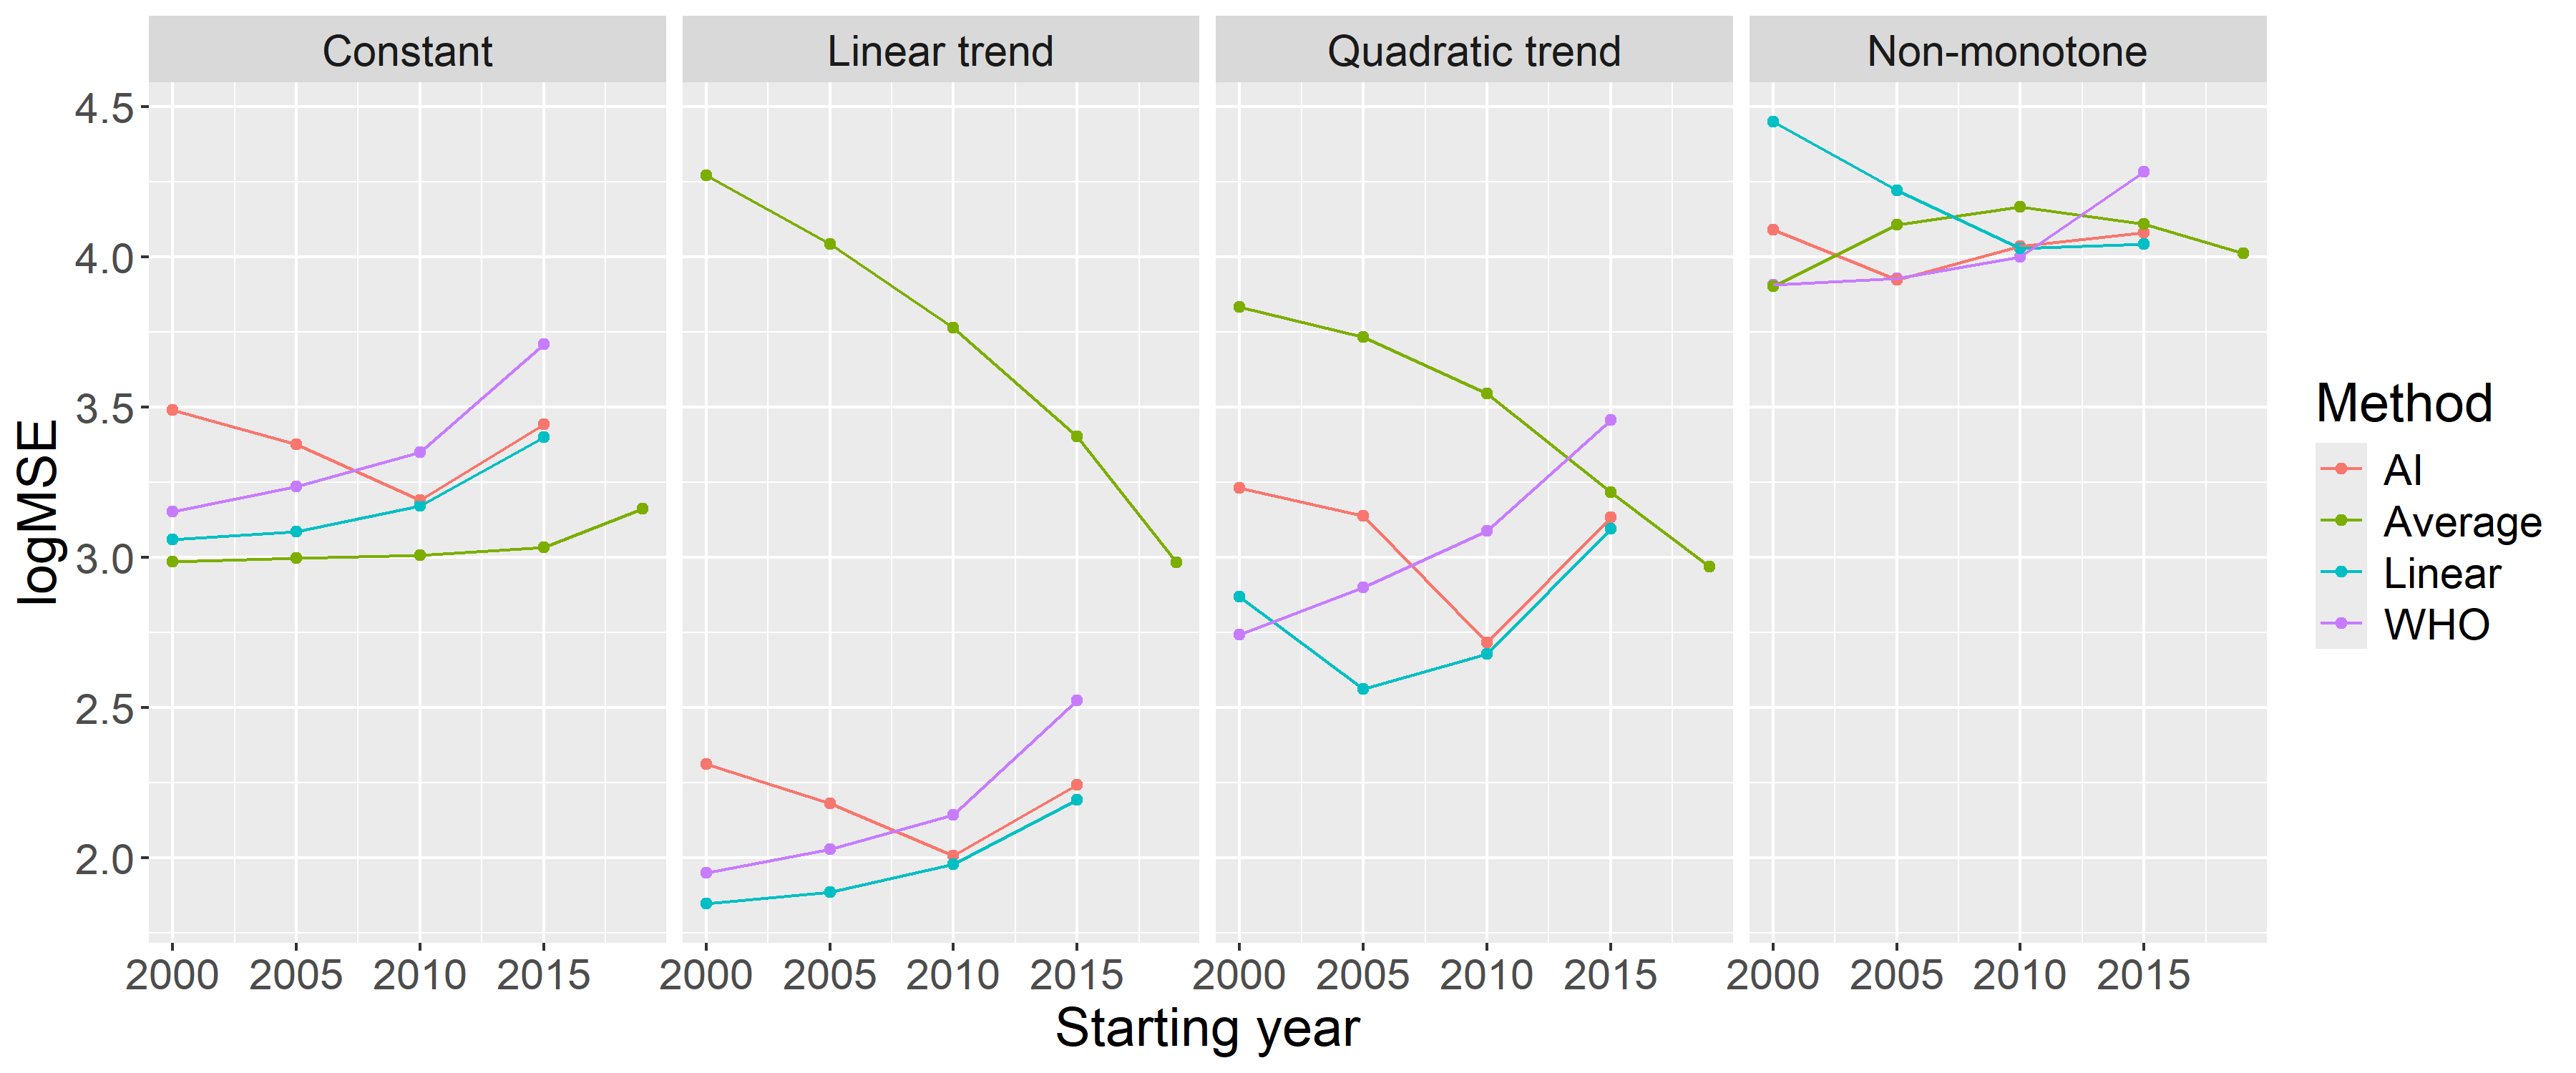 Constant
Linear trend
Quadratic trend
Non-monotone
4.5
4.0
3.5
3.0
2.5
2.0
logMSE
2000 2005 2010 2015
2000 2005 2010 2015
2000 2005 2010 2015
2000 2005 2010 2015
Starting year
Method
AI
Average
Linear
WHO